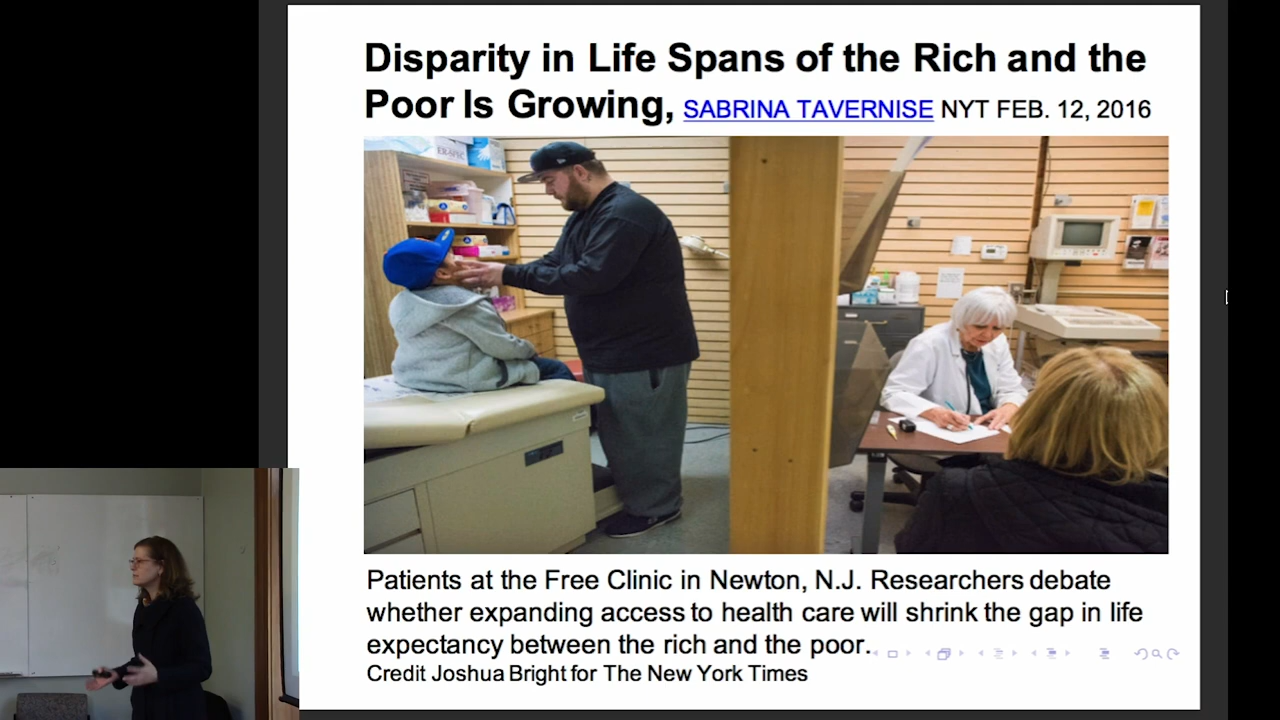 Disparity in Life Spans of the Rich and the
Poor Is Growing, SABRINA TAVERNISE NYT FEB. 12, 2016
Patients at the Free Clinic in Newton, N.J. Researchers debate
whether expanding access to health care will shrink the gap in life
expectancy between the rich and the poor.
Credit Joshua Bright for The New York Times